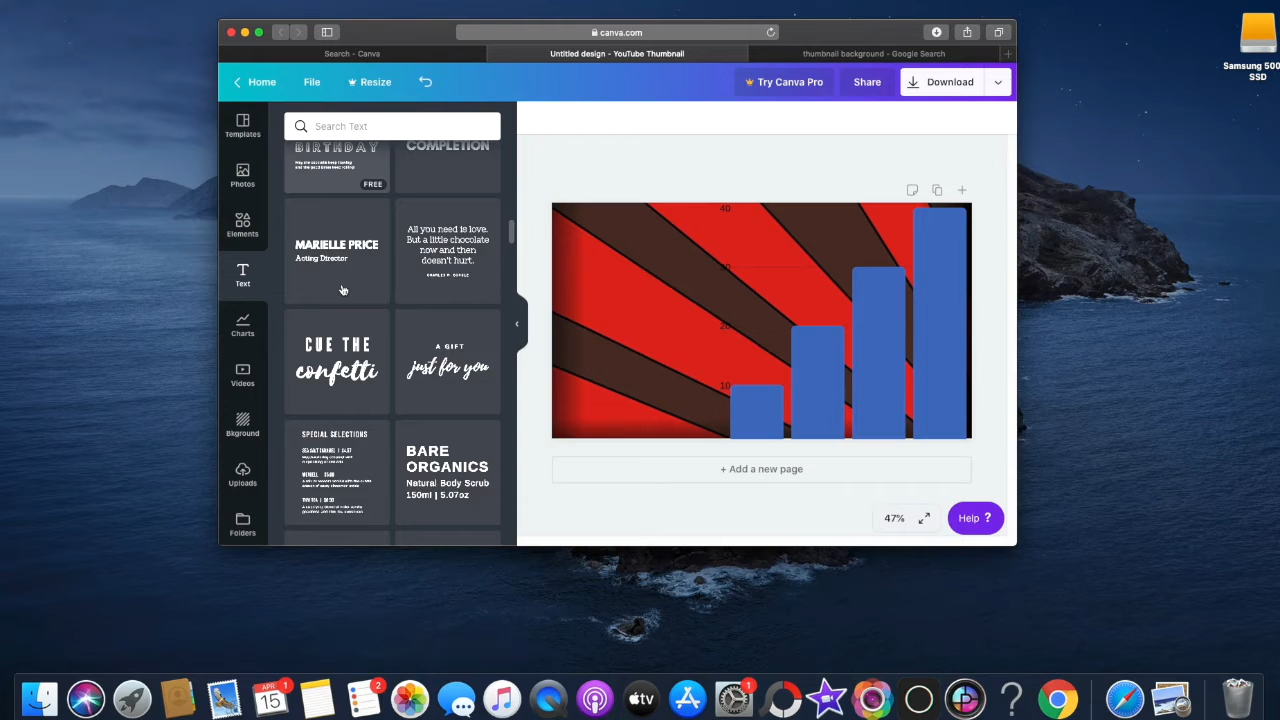 canva.com
Search - Canva
Untitled design - YouTube Thumbnail
thumbnail background - Google Search
Home
File
Resize
Try Canva Pro
Share
Download
Templates
Photos
Elements
Text
Charts
Videos
Bkground
Uploads
Folders
Search Text
BIRTHDAY
FREE
COMPLETION
MARIELLE PRICE
Acting Director
All you need is love.
But a little chocolate
now and then
doesn't hurt.
CUE THE
confetti
A GIFT
just for you
SPECIAL SELECTIONS
BARE
ORGANICS
Natural Body Scrub
150ml | 5.07oz
40
10
+ Add a new page
47%
Help ?
Samsung 500
SSD
APR
15
1
2
tv
1
?